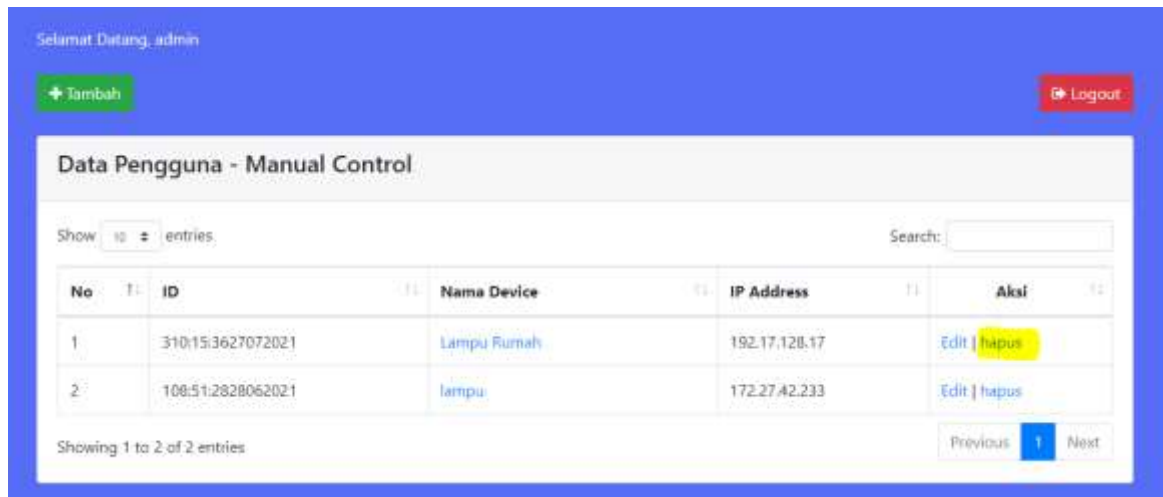 Selamat Datang, admin
Tambah
Logout
Data Pengguna - Manual Control
Show 10 entries
Search:
No ID Nama Device IP Address Aksi
1 310:15:3627072021 Lampu Rumah 192.17.128.17 Edit | hapus
2 108:51:2828062021 lampu 172.27.42.233 Edit | hapus
Showing 1 to 2 of 2 entries
Previous 1 Next